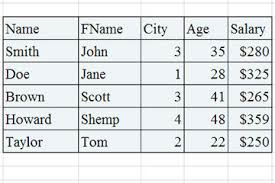 Name FName City Age Salary
Smith John 3 35 $280
Doe Jane 1 28 $325
Brown Scott 3 41 $265
Howard Shemp 4 48 $359
Taylor Tom 2 22 $250